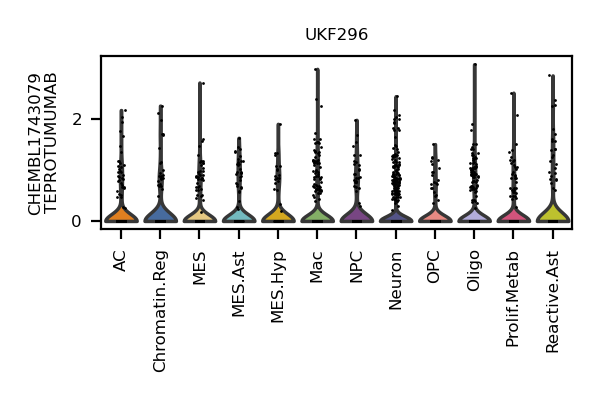 UKF296
CHEMBL1743079
TEPROTUMUMAB
2
0
AC
Chromatin.Reg
MES
MES.Ast
MES.Hyp
Mac
NPC
Neuron
OPC
Oligo
Prolif.Metab
Reactive.Ast